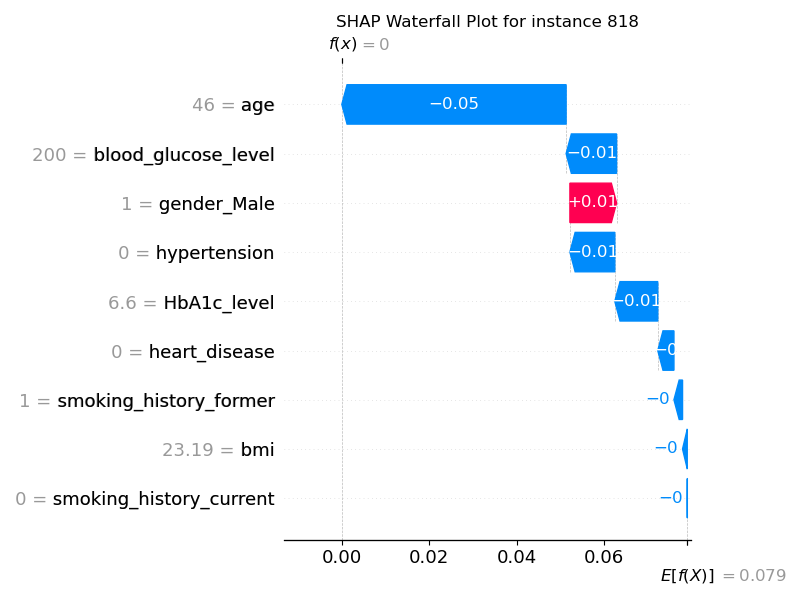 SHAP Waterfall Plot for instance 818
f(x) = 0
46 = age
−0.05
200 = blood_glucose_level
−0.01
1 = gender_Male
+0.01
0 = hypertension
−0.01
6.6 = HbA1c_level
−0.01
0 = heart_disease
−0
1 = smoking_history_former
−0
23.19 = bmi
−0
0 = smoking_history_current
−0
0.00 0.02 0.04 0.06
E[f(X)] = 0.079